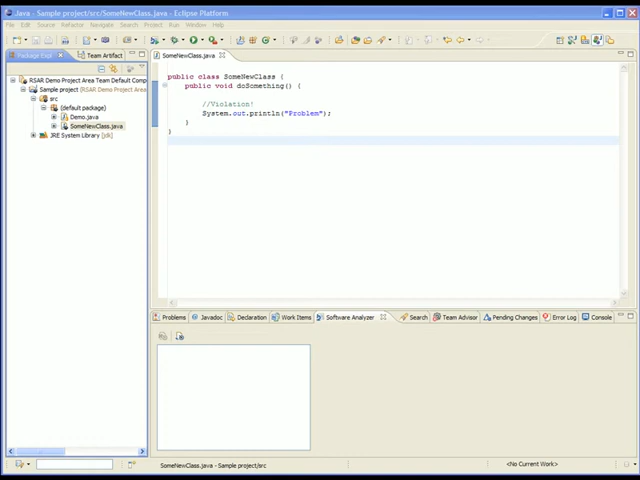 Java - Sample project/src/SomeNewClass.java - Eclipse Platform
File Edit Source Refactor Navigate Search Project Run Window Help
Package Expl
Team Artifact
SomeNewClass.java
RSAR Demo Project Area Team Default Comp
Sample project
src
(default package)
Demo.java
SomeNewClass.java
JRE System Library [jdk]
public class SomeNewClass {
public void doSomething() {
//Violation!
System.out.println("Problem");
}
}
Problems Javadoc Declaration Work Items Software Analyzer Search Team Advisor Pending Changes Error Log Console
SomeNewClass.java - Sample project/src
<No Current Work>